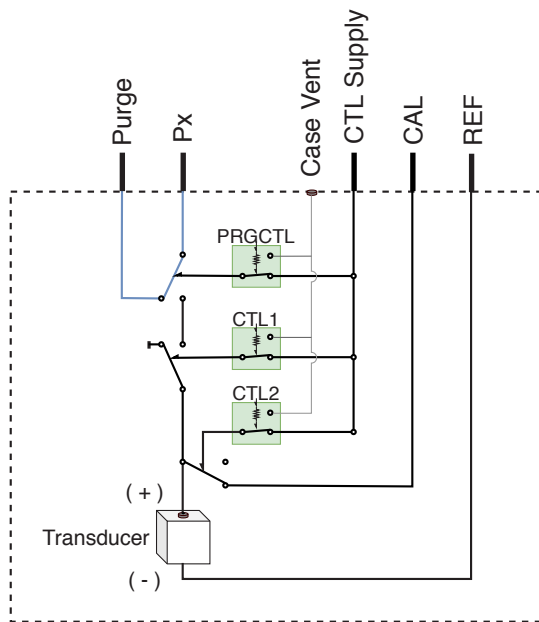 Purge
Px
Case Vent
CTL Supply
CAL
REF
PRGCTL
CTL1
CTL2
( + )
Transducer
( - )